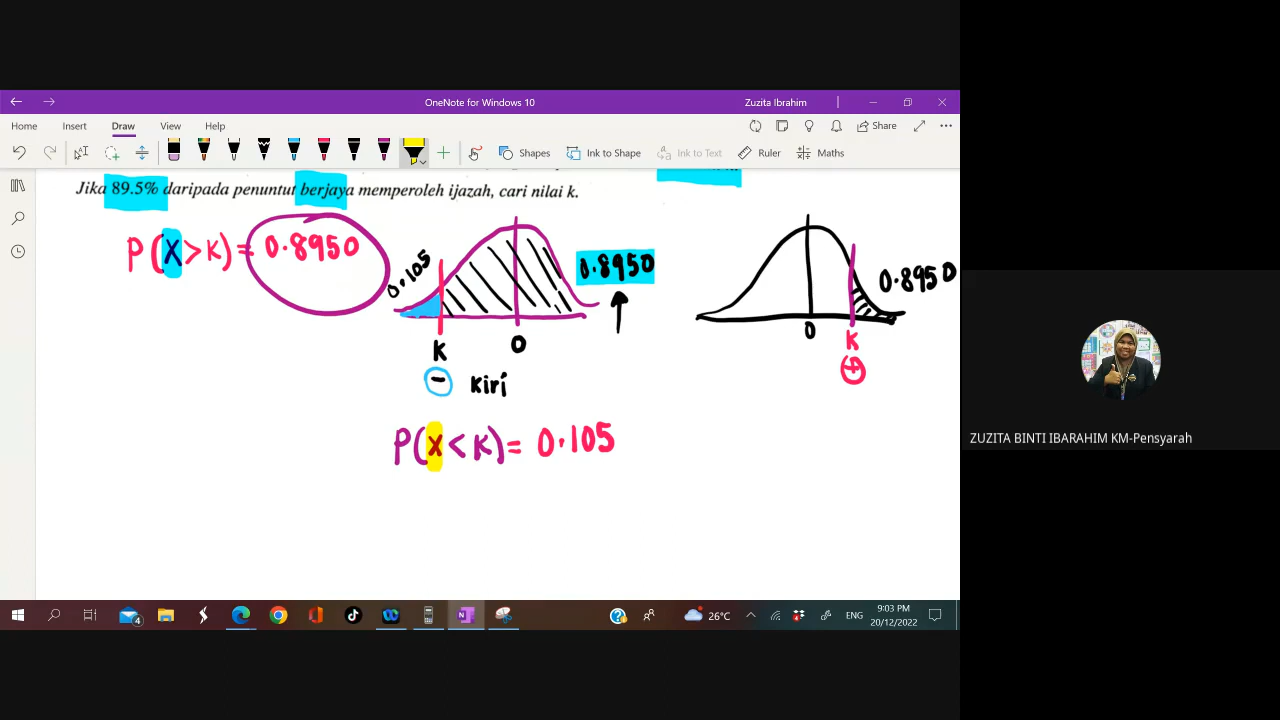 OneNote for Windows 10
Zuzita Ibrahim
Home Insert Draw View Help
Share
Shapes Ink to Shape Ink to Text Ruler Maths
Jika 89.5% daripada penuntut berjaya memperoleh ijazah, cari nilai k.
P(X>K)= 0.8950
0.105
0.8950
K
0
- kiri
0.8950
0
K
+
P(x<K)= 0.105
ZUZITA BINTI IBARAHIM KM-Pensyarah
4
26°C
ENG
9:03 PM
20/12/2022